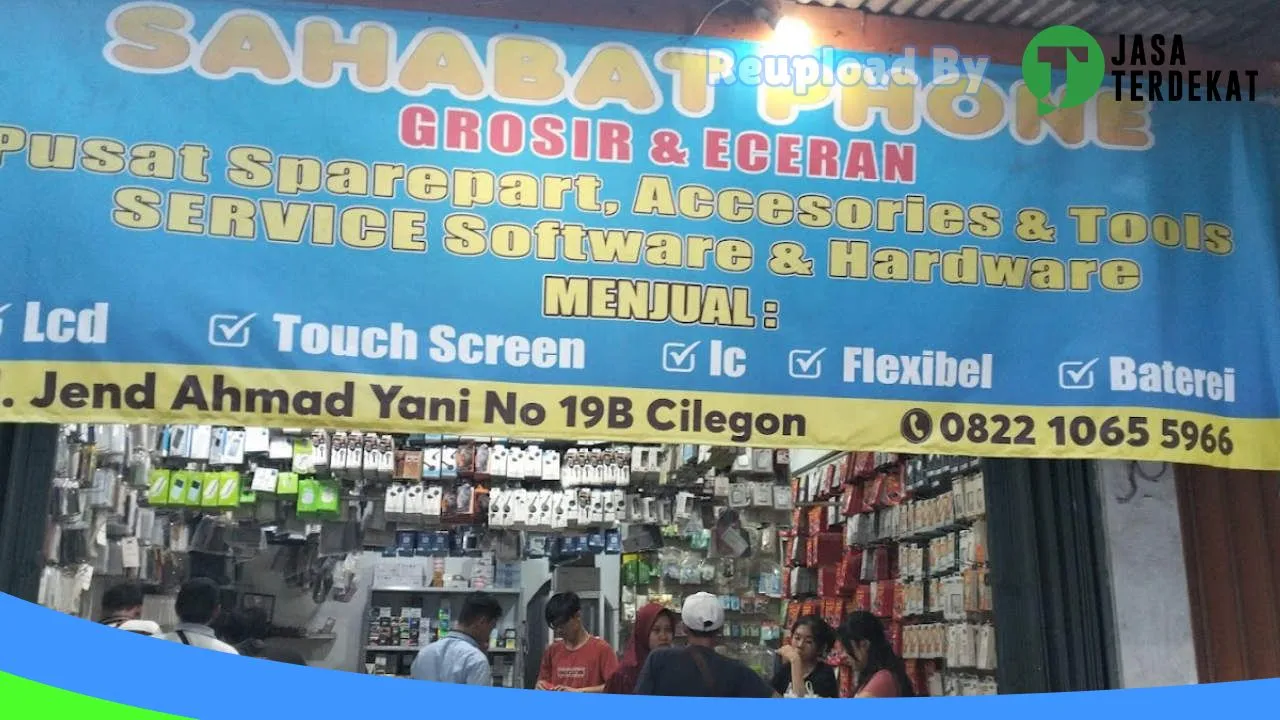 SAHABAT PHONE
Reupload By
JASA
TERDEKAT
GROSIR & ECERAN
Pusat Sparepart, Accesories & Tools
SERVICE Software & Hardware
MENJUAL :
Lcd Touch Screen Ic Flexibel Baterei
. Jend Ahmad Yani No 19B Cilegon 0822 1065 5966